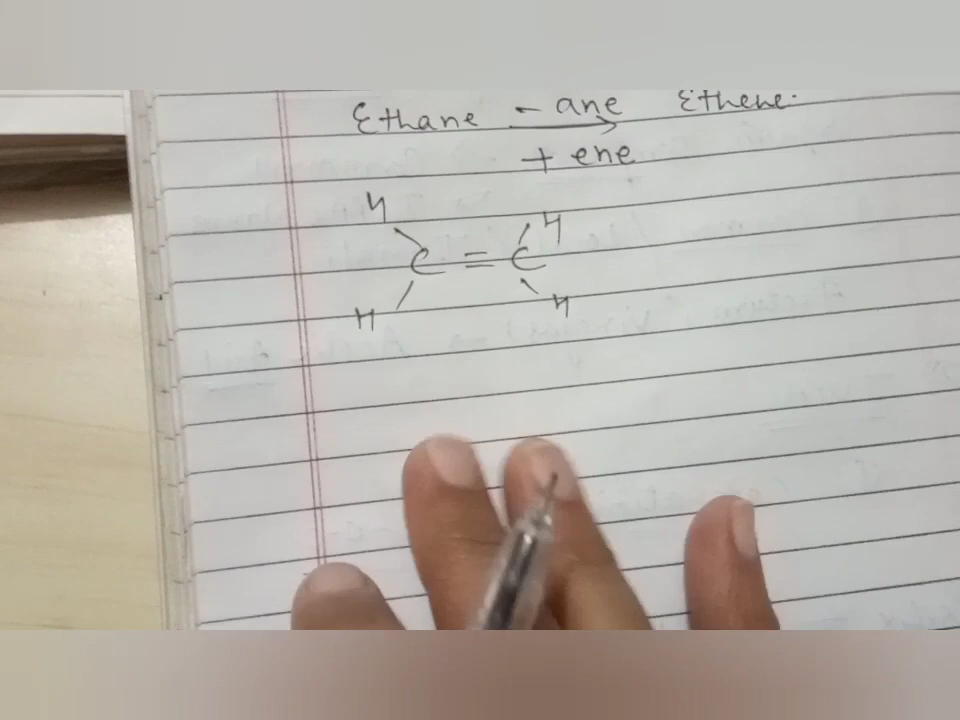 Ethane - ane Ethene.
+ ene
H H
C = C
H H